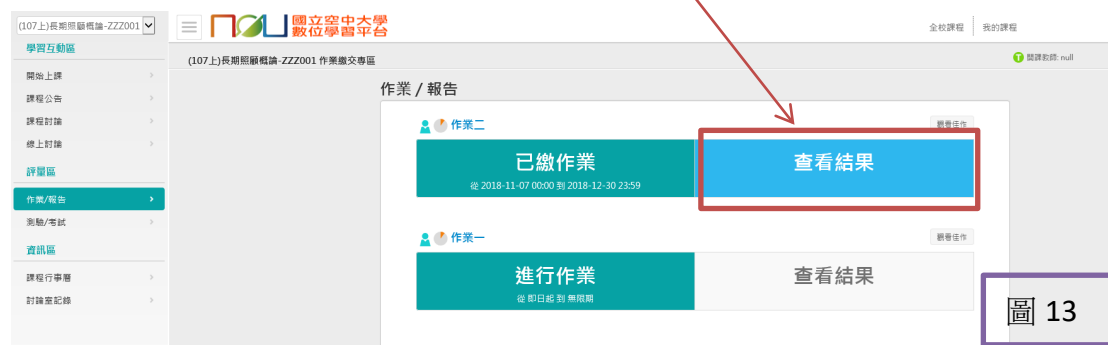 (107上)長期照顧概論-ZZZ001
學習互動區
開始上課
課程公告
課程討論
線上討論
評量區
作業/報告
測驗/考試
資訊區
課程行事曆
討論室記錄
NOU 國立空中大學
數位學習平台
全校課程
我的課程
(107上)長期照顧概論-ZZZ001 作業繳交專區
T 開課教師: null
作業 / 報告
作業二
觀看佳作
已繳作業
從 2018-11-07 00:00 到 2018-12-30 23:59
查看結果
作業一
觀看佳作
進行作業
從 即日起 到 無限期
查看結果
圖 13